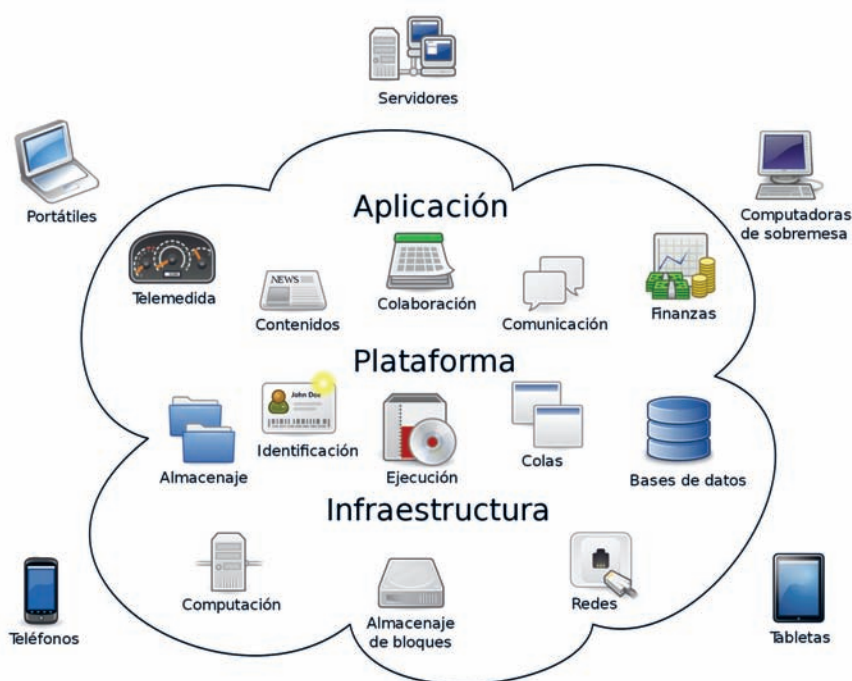 Servidores
Portátiles
Computadoras
de sobremesa
Aplicación
Telemedida
NEWS
Contenidos
Colaboración
Comunicación
Finanzas
Plataforma
John Doe
Almacenaje
Identificación
Ejecución
Colas
Bases de datos
Infraestructura
Computación
Almacenaje
de bloques
Redes
Teléfonos
Tabletas